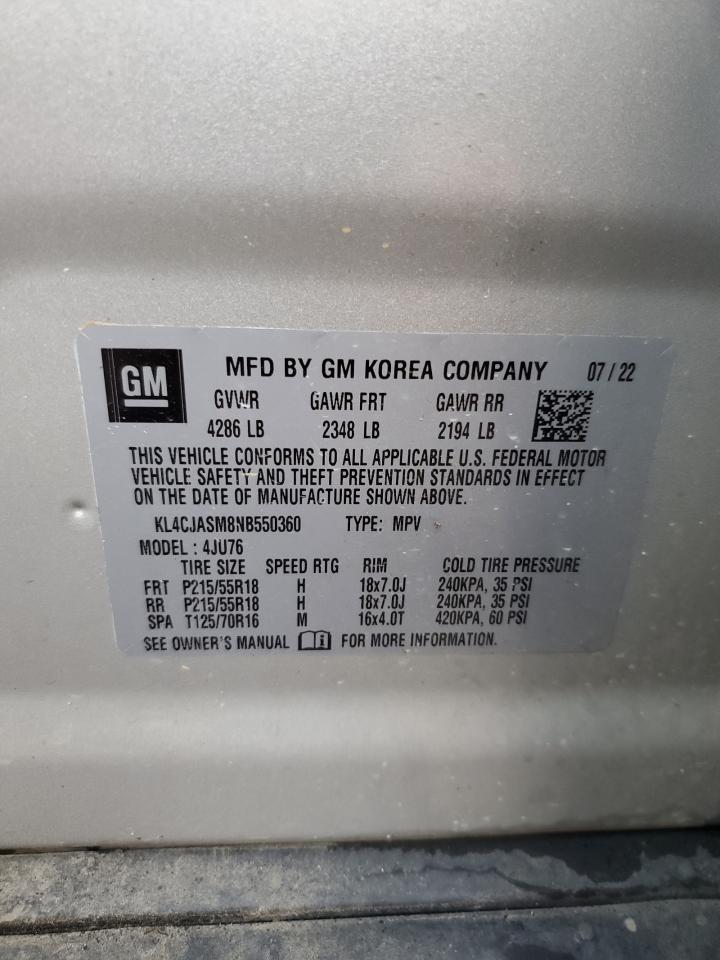 GM MFD BY GM KOREA COMPANY 07 / 22
GVWR GAWR FRT GAWR RR
4286 LB 2348 LB 2194 LB
THIS VEHICLE CONFORMS TO ALL APPLICABLE U.S. FEDERAL MOTOR
VEHICLE SAFETY AND THEFT PREVENTION STANDARDS IN EFFECT
ON THE DATE OF MANUFACTURE SHOWN ABOVE.
KL4CJASM8NB550360 TYPE: MPV
MODEL : 4JU76
TIRE SIZE SPEED RTG RIM COLD TIRE PRESSURE
FRT P215/55R18 H 18x7.0J 240KPA, 35 PSI
RR P215/55R18 H 18x7.0J 240KPA, 35 PSI
SPA T125/70R16 M 16x4.0T 420KPA, 60 PSI
SEE OWNER'S MANUAL FOR MORE INFORMATION.